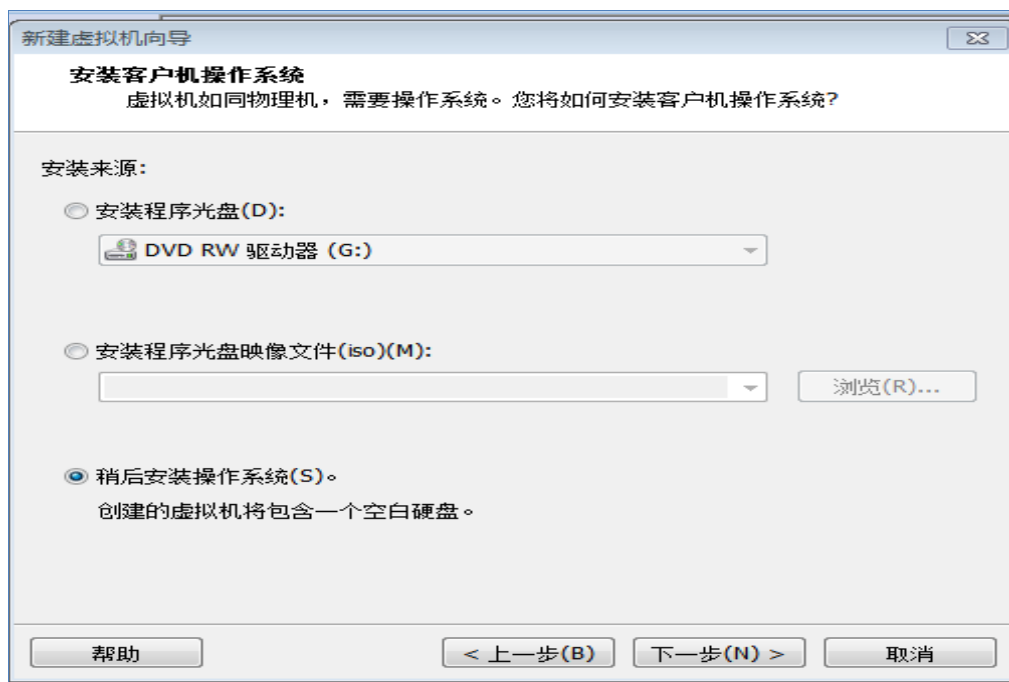 新建虚拟机向导
安装客户机操作系统
虚拟机如同物理机，需要操作系统。您将如何安装客户机操作系统?
安装来源:
安装程序光盘(D):
DVD RW 驱动器 (G:)
安装程序光盘映像文件(iso)(M):
浏览(R)...
稍后安装操作系统(S)。
创建的虚拟机将包含一个空白硬盘。
帮助 < 上一步(B) 下一步(N) > 取消